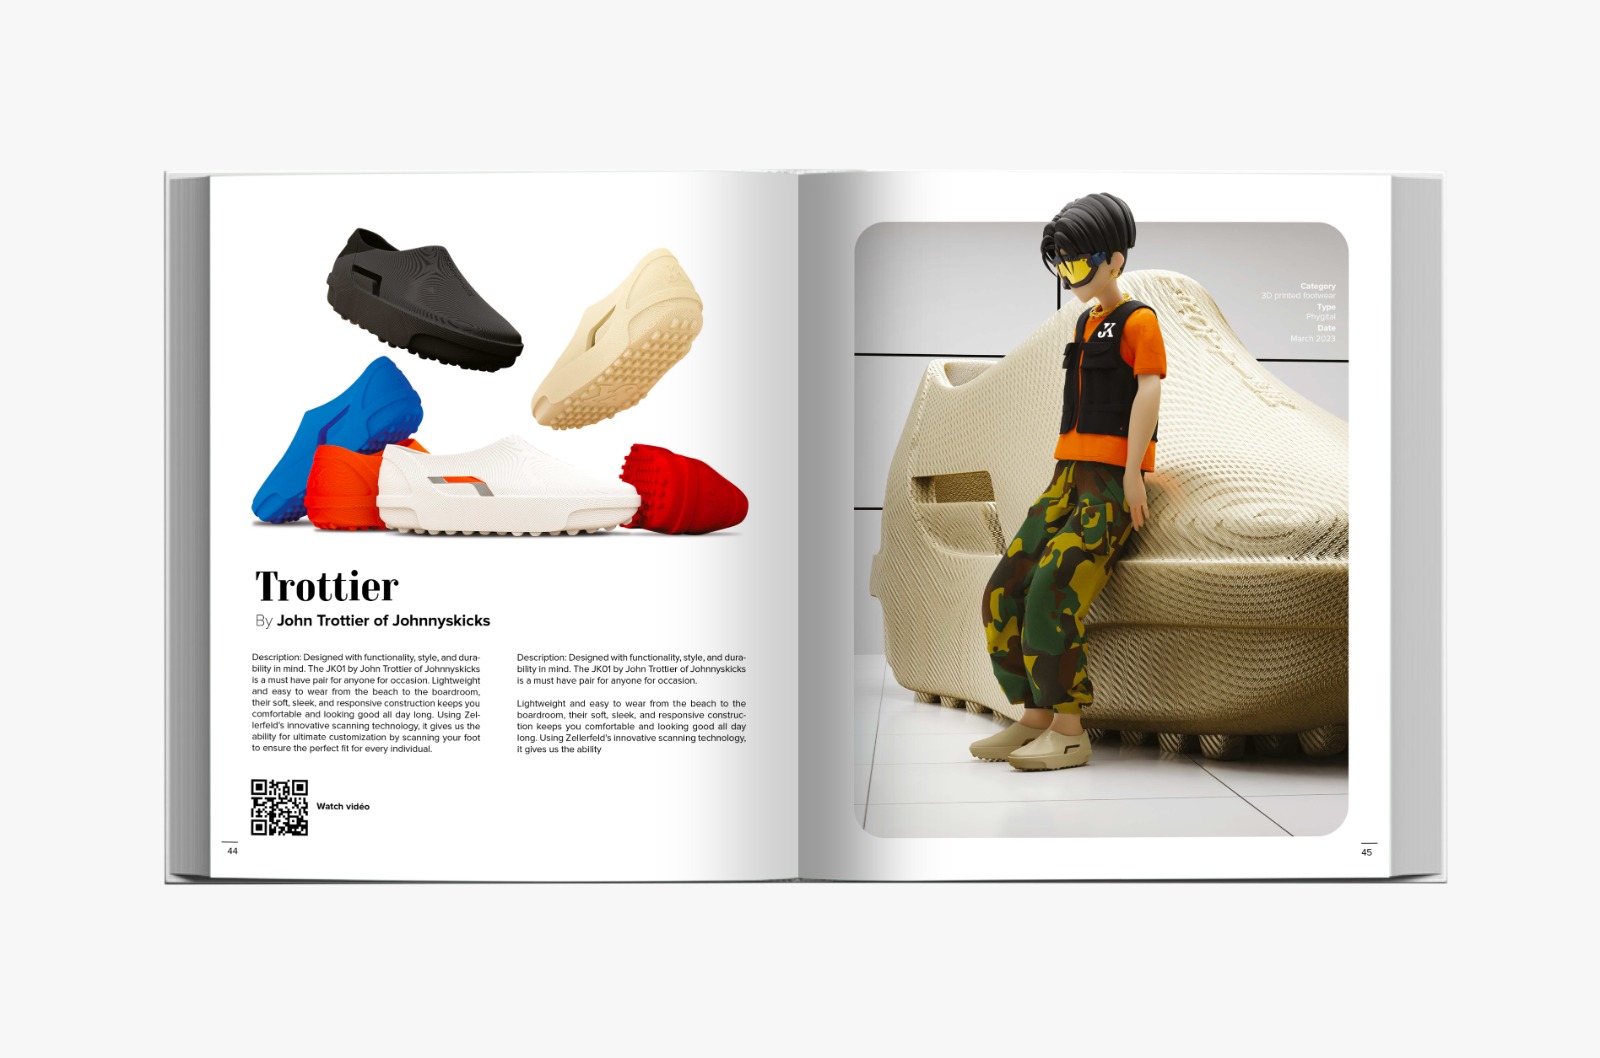 Trottier
By John Trottier of Johnnyskicks
Description: Designed with functionality, style, and dura-
bility in mind. The JK01 by John Trottier of Johnnyskicks
is a must have pair for anyone for occasion. Lightweight
and easy to wear from the beach to the boardroom,
their soft, sleek, and responsive construction keeps you
comfortable and looking good all day long. Using Zel-
lerfeld's innovative scanning technology, it gives us the
ability for ultimate customization by scanning your foot
to ensure the perfect fit for every individual.
Description: Designed with functionality, style, and dura-
bility in mind. The JK01 by John Trottier of Johnnyskicks
is a must have pair for anyone for occasion.
Lightweight and easy to wear from the beach to the
boardroom, their soft, sleek, and responsive construc-
tion keeps you comfortable and looking good all day
long. Using Zellerfeld's innovative scanning technology,
it gives us the ability
Watch vidéo
44
JK
Category
3D printed footwear
Type
Phygital
Date
March 2023
45